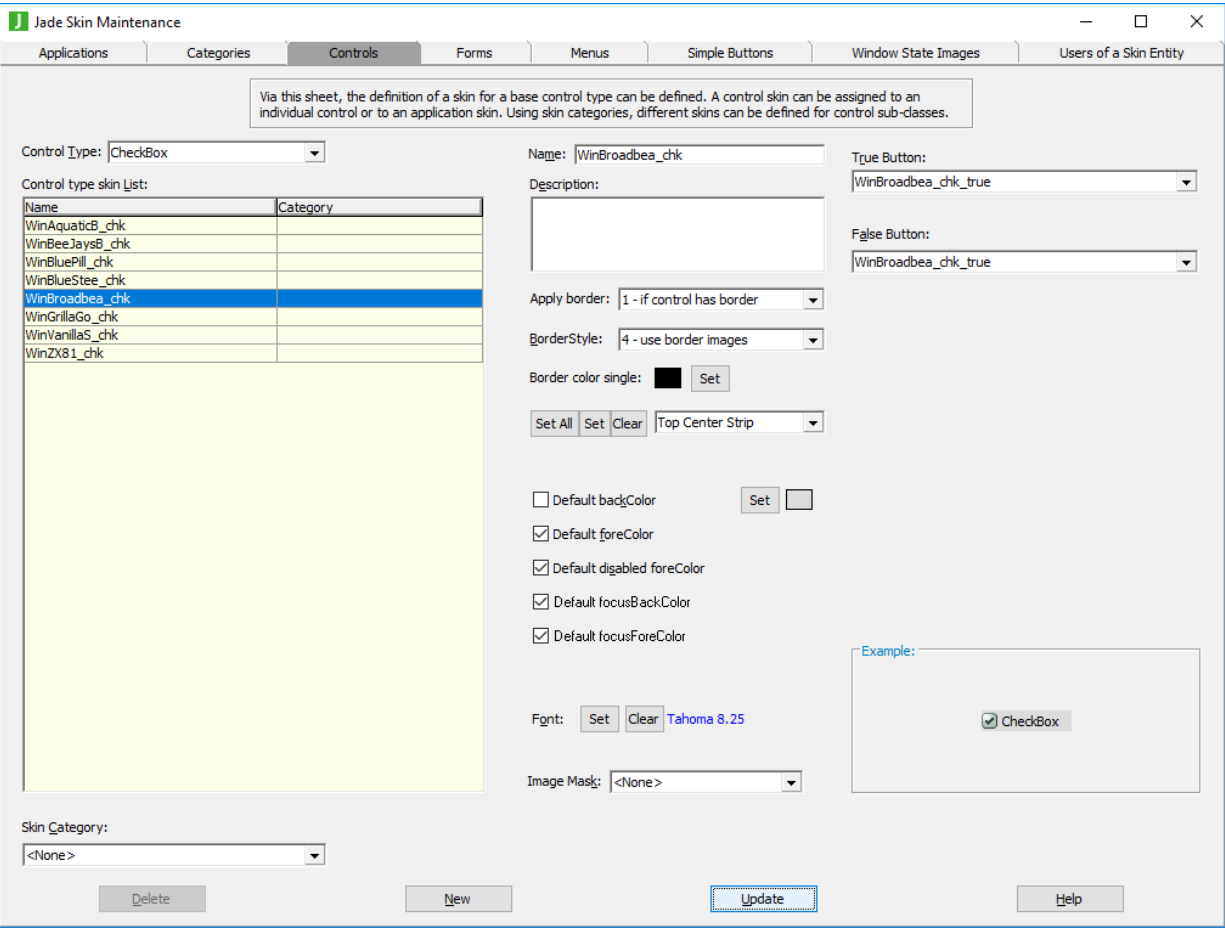 Jade Skin Maintenance
Applications
Categories
Controls
Forms
Menus
Simple Buttons
Window State Images
Users of a Skin Entity
Via this sheet, the definition of a skin for a base control type can be defined. A control skin can be assigned to an
individual control or to an application skin. Using skin categories, different skins can be defined for control sub-classes.
Control Type: CheckBox
Control type skin List:
Name Category
WinAquaticB_chk
WinBeeJaysB_chk
WinBluePill_chk
WinBlueStee_chk
WinBroadbea_chk
WinGrillaGo_chk
WinVanillaS_chk
WinZX81_chk
Skin Category:
<None>
Name: WinBroadbea_chk
Description:
Apply border: 1 - if control has border
BorderStyle: 4 - use border images
Border color single: Set
Set All Set Clear Top Center Strip
Default backColor Set
Default foreColor
Default disabled foreColor
Default focusBackColor
Default focusForeColor
Font: Set Clear Tahoma 8.25
Image Mask: <None>
True Button:
WinBroadbea_chk_true
False Button:
WinBroadbea_chk_true
Example:
CheckBox
Delete
New
Update
Help